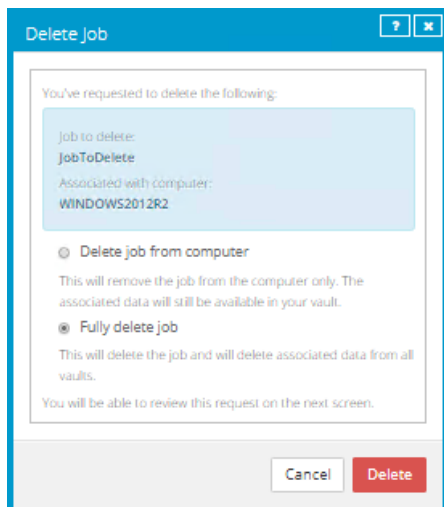 Delete Job
?
x
You've requested to delete the following:
Job to delete:
JobToDelete
Associated with computer:
WINDOWS2012R2
Delete job from computer
This will remove the job from the computer only. The
associated data will still be available in your vault.
Fully delete job
This will delete the job and will delete associated data from all
vaults.
You will be able to review this request on the next screen.
Cancel
Delete